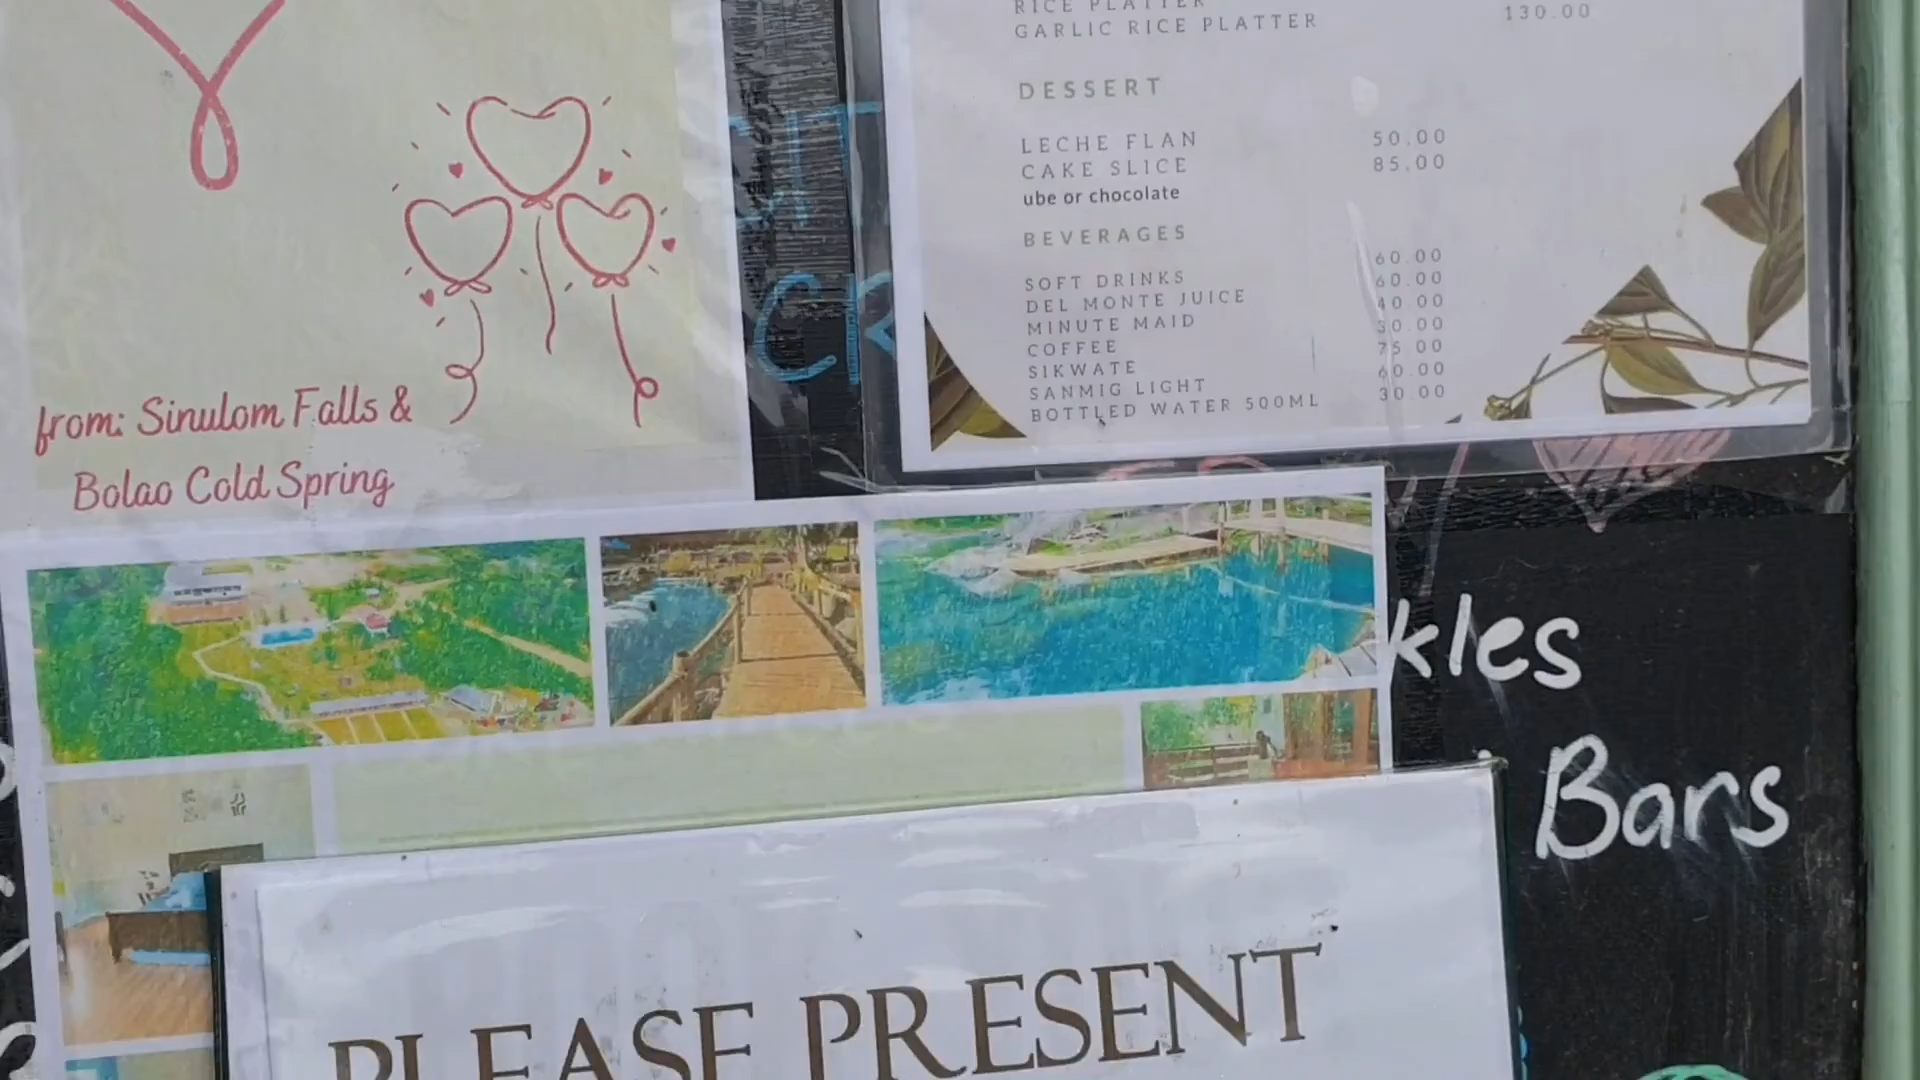 from: Sinulom Falls &
Bolao Cold Spring
RICE PLATTER
GARLIC RICE PLATTER 130.00
DESSERT
LECHE FLAN 50.00
CAKE SLICE 85.00
ube or chocolate
BEVERAGES
SOFT DRINKS 60.00
DEL MONTE JUICE 60.00
MINUTE MAID 40.00
COFFEE 30.00
SIKWATE 75.00
SANMIG LIGHT 60.00
BOTTLED WATER 500ML 30.00
kles
Bars
PLEASE PRESENT